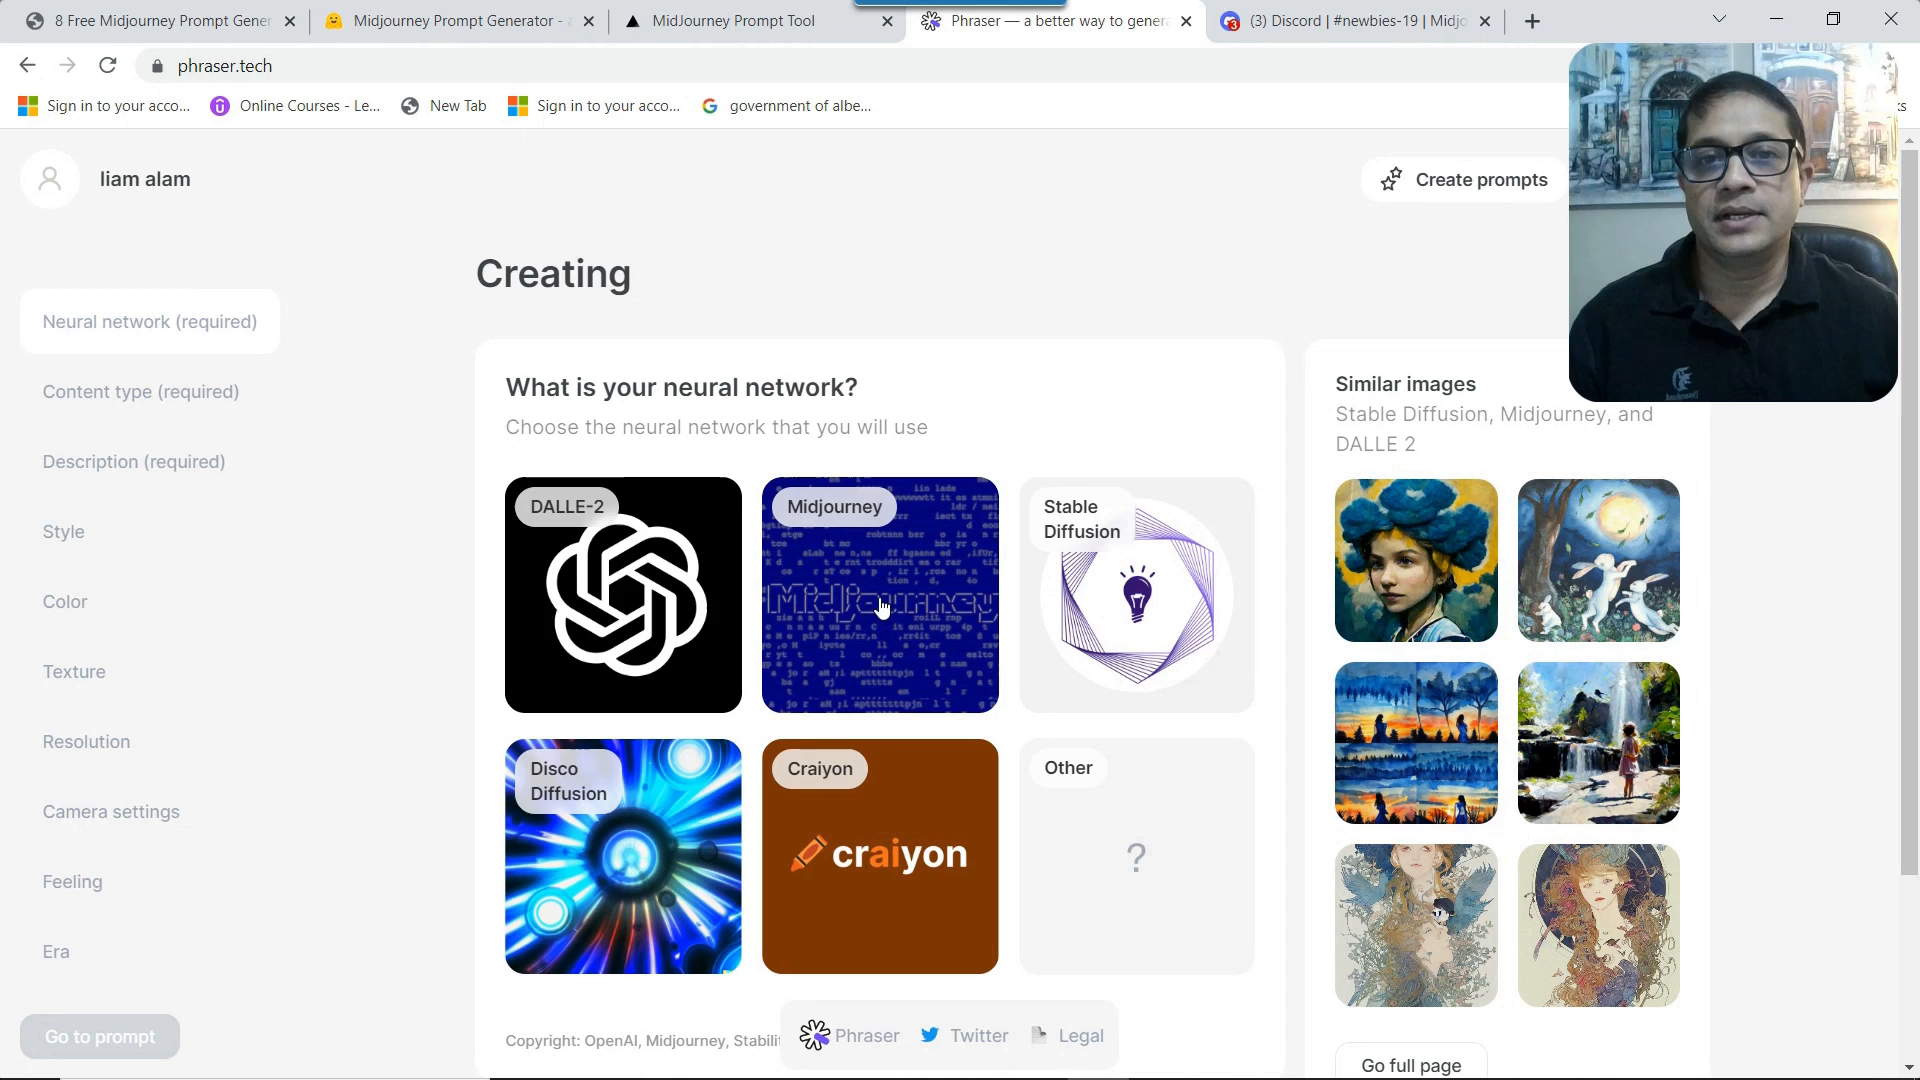 8 Free Midjourney Prompt Gener
Midjourney Prompt Generator - a
MidJourney Prompt Tool
Phraser — a better way to genera
(3) Discord | #newbies-19 | Midjo
phraser.tech
Sign in to your acco...
Online Courses - Le...
New Tab
Sign in to your acco...
government of albe...
liam alam
Create prompts
Creating
Neural network (required)
Content type (required)
Description (required)
Style
Color
Texture
Resolution
Camera settings
Feeling
Era
Go to prompt
What is your neural network?
Choose the neural network that you will use
DALLE-2
Midjourney
Midjourney
Stable
Diffusion
Disco
Diffusion
Craiyon
craiyon
Other
?
Copyright: OpenAI, Midjourney, Stabilit
Phraser
Twitter
Legal
Similar images
Stable Diffusion, Midjourney, and
DALLE 2
Go full page